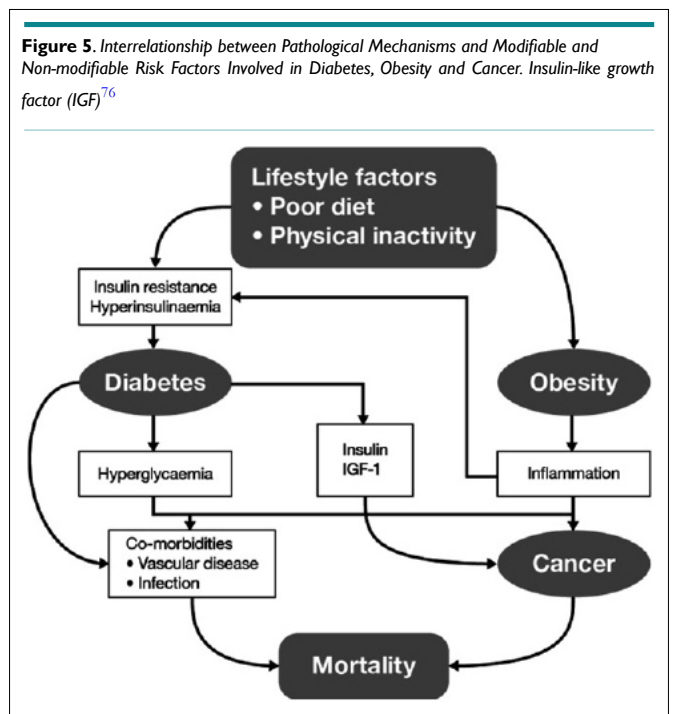 Figure 5. Interrelationship between Pathological Mechanisms and Modifiable and
Non-modifiable Risk Factors Involved in Diabetes, Obesity and Cancer. Insulin-like growth
factor (IGF)76
Lifestyle factors
• Poor diet
• Physical inactivity
Insulin resistance
Hyperinsulinaemia
Diabetes
Obesity
Hyperglycaemia
Insulin
IGF-1
Inflammation
Co-morbidities
• Vascular disease
• Infection
Cancer
Mortality